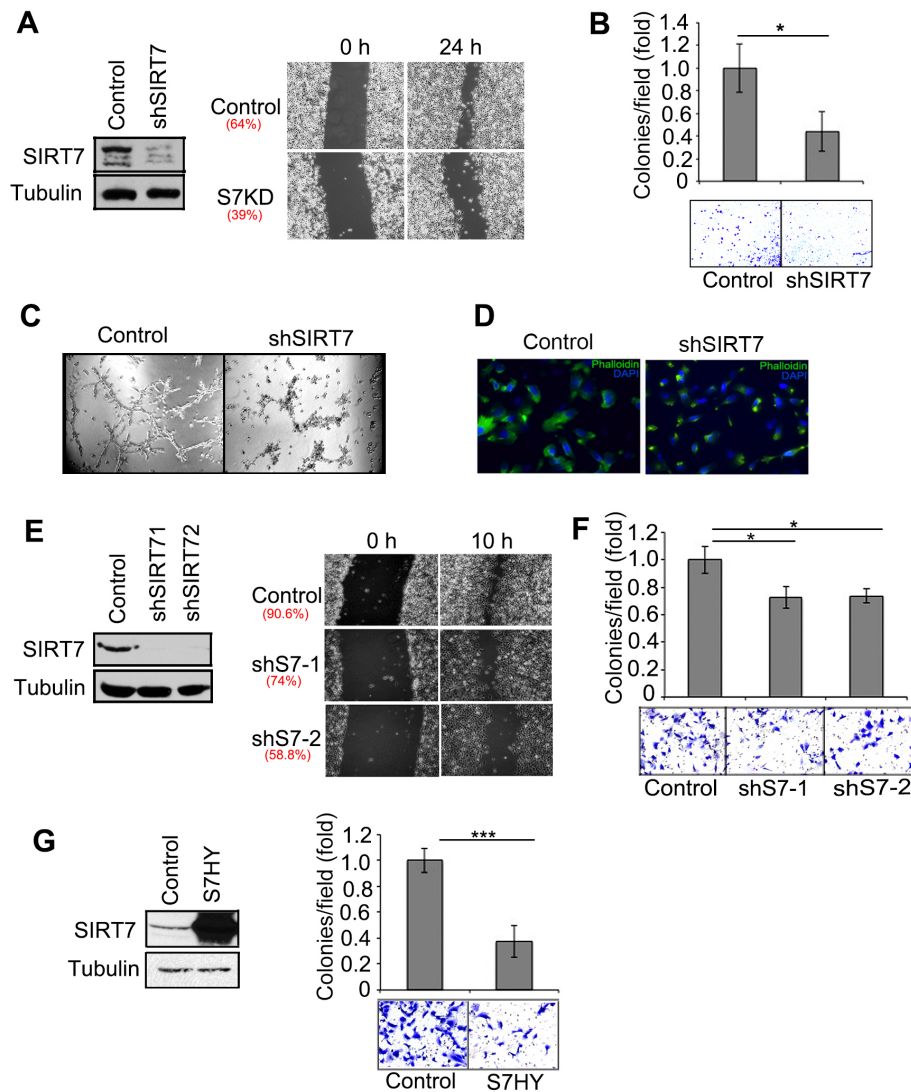 A
Control
shSIRT7
SIRT7
Tubulin
0 h
24 h
Control
(64%)
S7KD
(39%)
B
Colonies/field (fold)
1.4
1.2
1.0
0.8
0.6
0.4
0.2
0
*
Control
shSIRT7
C
Control
shSIRT7
D
Control
shSIRT7
Phalloidin
DAPI
Phalloidin
DAPI
E
Control
shSIRT71
shSIRT72
SIRT7
Tubulin
0 h
10 h
Control
(90.6%)
shS7-1
(74%)
shS7-2
(58.8%)
F
Colonies/field (fold)
1.2
1.0
0.8
0.6
0.4
0.2
0
*
*
Control
shS7-1
shS7-2
G
Control
S7HY
SIRT7
Tubulin
Colonies/field (fold)
1.2
1.0
0.8
0.6
0.4
0.2
0
***
Control
S7HY